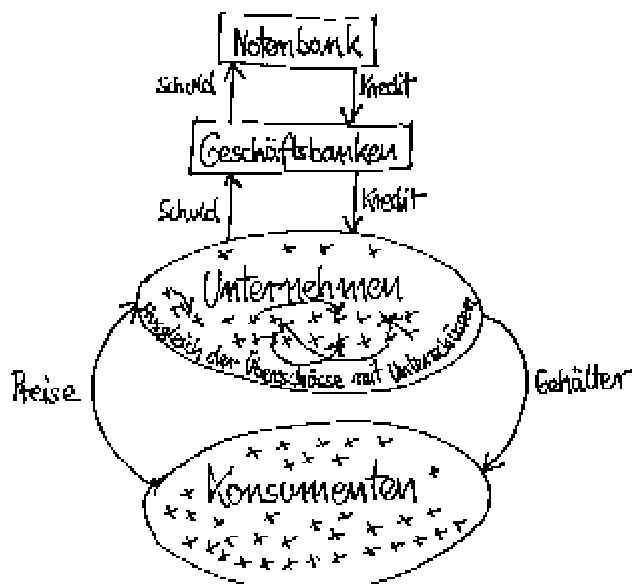 Notenbank
Schuld
Kredit
Geschäftsbanken
Schuld
Kredit
Unternehmen
Ausgleich der Überschüsse mit Unterschüssen
Preise
Gehälter
Konsumenten